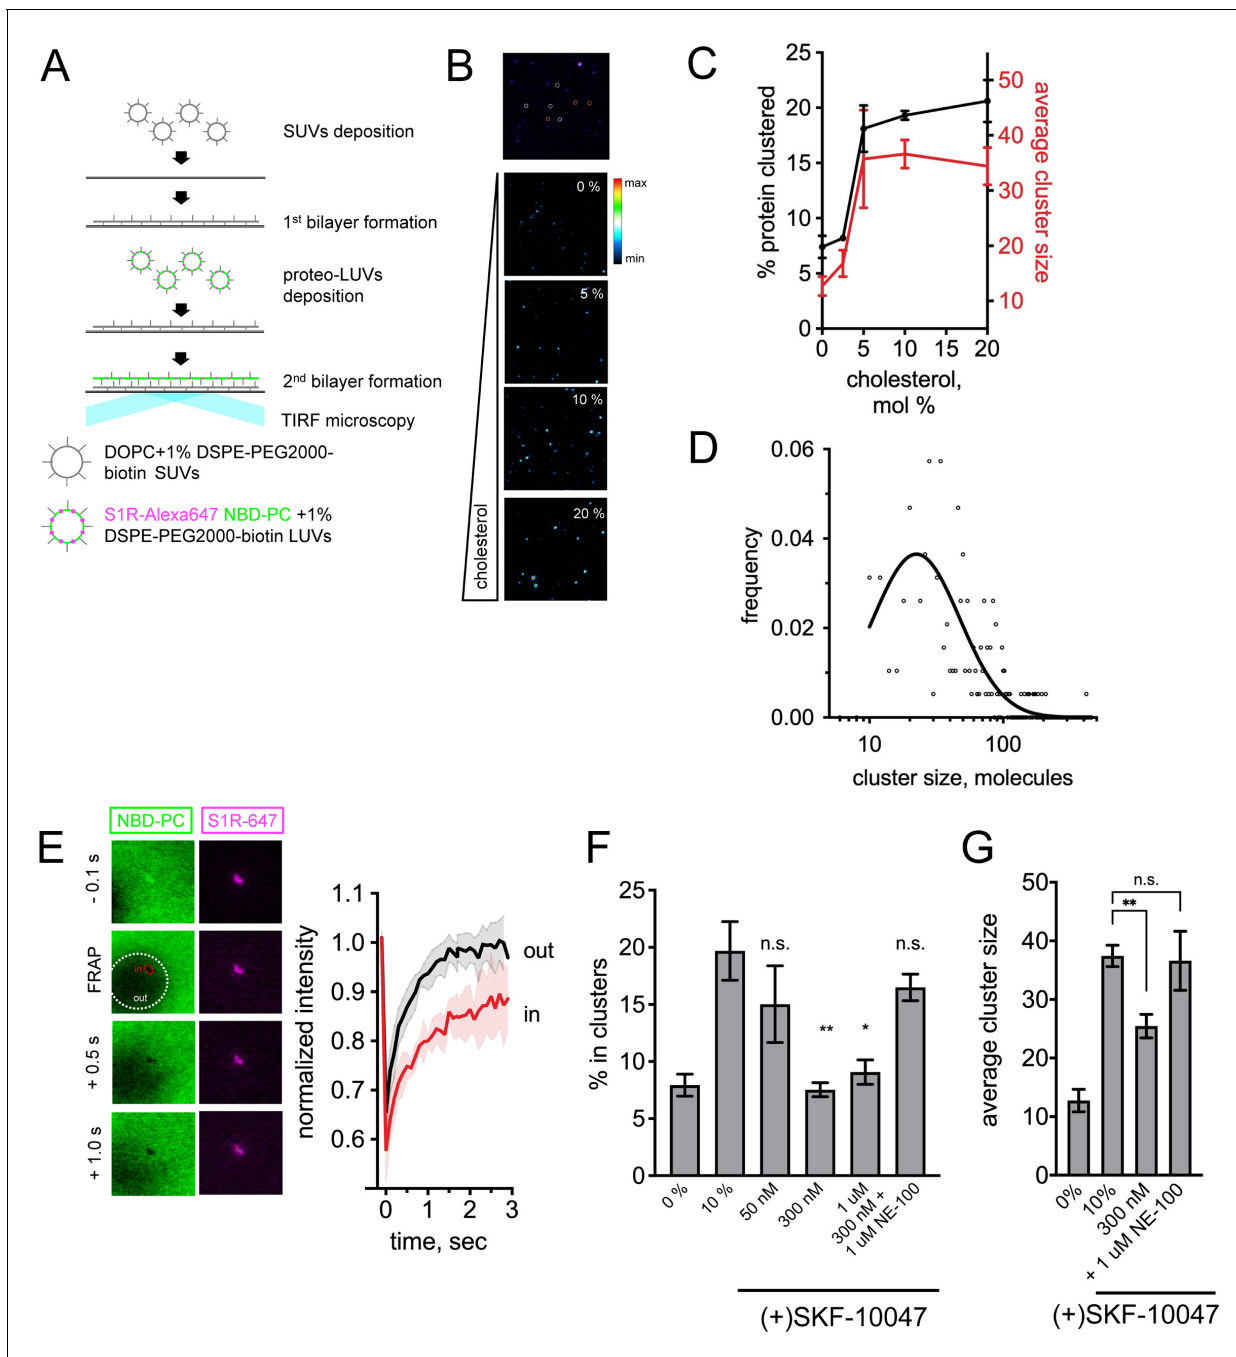 A
SUVs deposition
1st bilayer formation
proteo-LUVs
deposition
2nd bilayer formation
TIRF microscopy
DOPC+1% DSPE-PEG2000-
biotin SUVs
S1R-Alexa647 NBD-PC +1%
DSPE-PEG2000-biotin LUVs
B
0 %
max
min
5 %
10 %
20 %
cholesterol
C
25
20
15
10
5
0
% protein clustered
50
40
30
20
10
average cluster size
0 5 10 15 20
cholesterol,
mol %
D
0.06
0.04
0.02
0.00
frequency
10 100
cluster size, molecules
E
NBD-PC S1R-647
- 0.1 s
FRAP
in
out
+ 0.5 s
+ 1.0 s
1.1
1.0
0.9
0.8
0.7
0.6
normalized intensity
out
in
0 1 2 3
time, sec
F
25
20
15
10
5
0
% in clusters
n.s.
**
*
n.s.
0 %
10 %
50 nM
300 nM
1 uM
300 nM +
1 uM NE-100
(+)SKF-10047
G
50
40
30
20
10
0
average cluster size
n.s.
**
0%
10%
300 nM
+ 1 uM NE-100
(+)SKF-10047